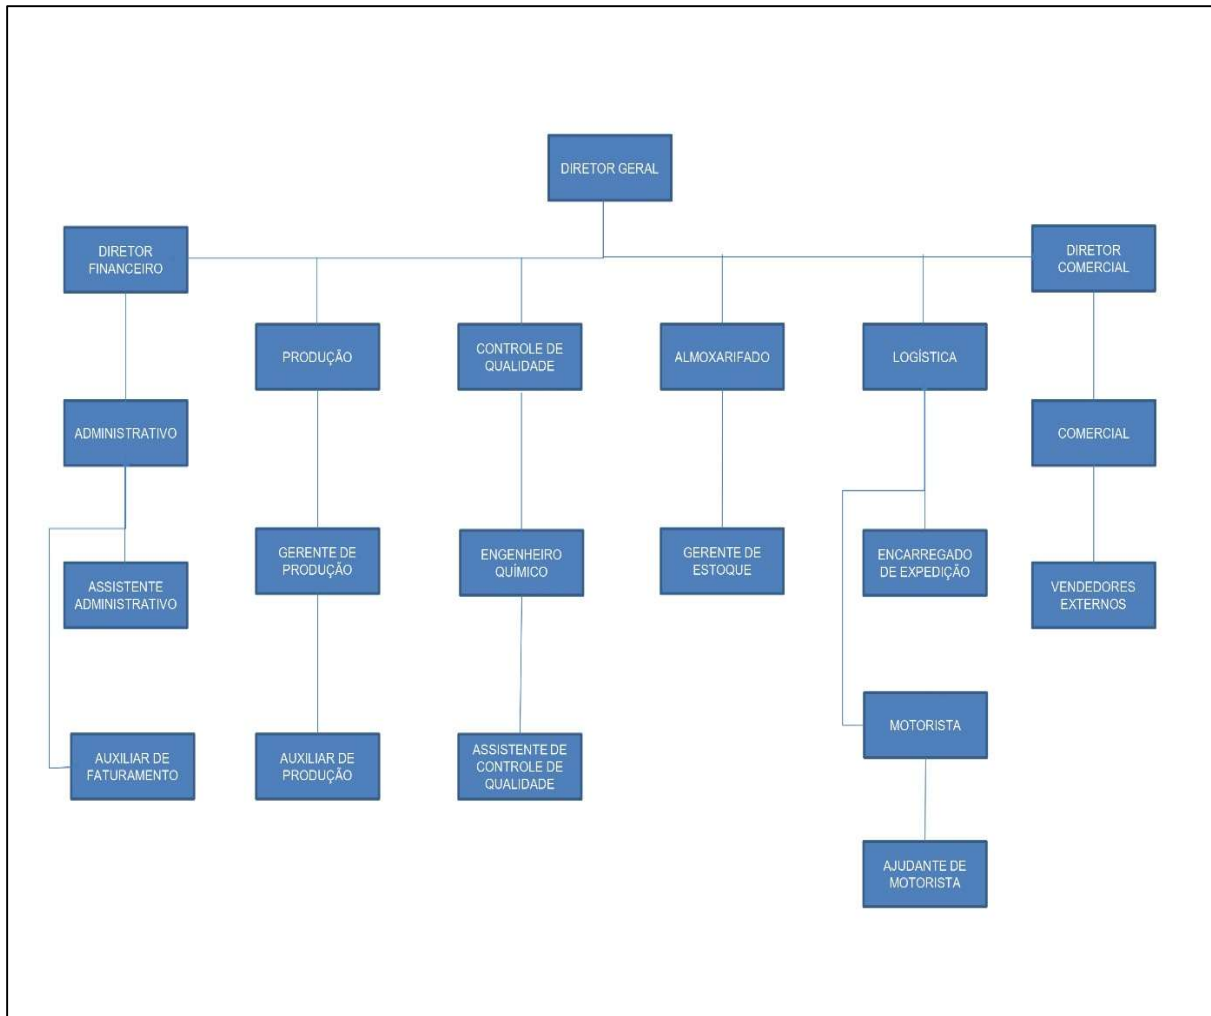 DIRETOR GERAL
DIRETOR
FINANCEIRO
DIRETOR
COMERCIAL
PRODUÇÃO
CONTROLE DE
QUALIDADE
ALMOXARIFADO
LOGÍSTICA
ADMINISTRATIVO
COMERCIAL
GERENTE DE
PRODUÇÃO
ENGENHEIRO
QUÍMICO
GERENTE DE
ESTOQUE
ENCARREGADO
DE EXPEDIÇÃO
ASSISTENTE
ADMINISTRATIVO
VENDEDORES
EXTERNOS
MOTORISTA
AUXILIAR DE
FATURAMENTO
AUXILIAR DE
PRODUÇÃO
ASSISTENTE DE
CONTROLE DE
QUALIDADE
AJUDANTE DE
MOTORISTA